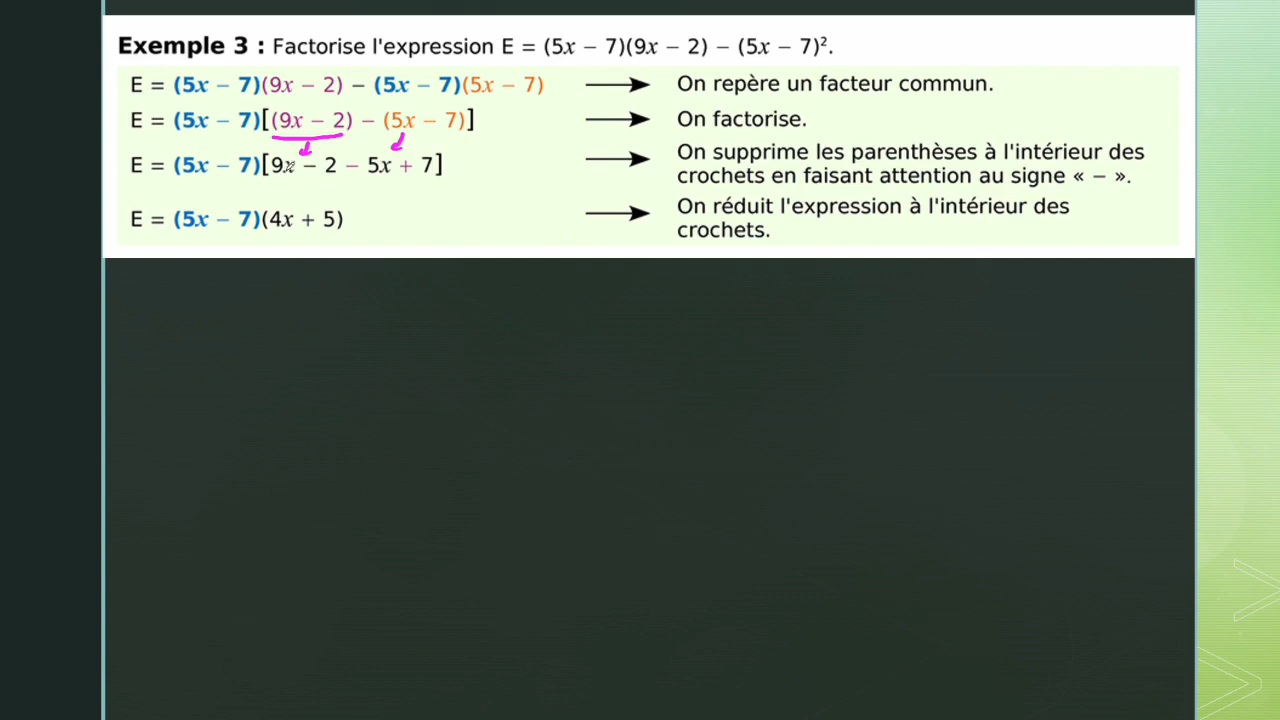 Exemple 3 : Factorise l'expression E = (5x − 7)(9x − 2) − (5x − 7)².
E = (5x − 7)(9x − 2) − (5x − 7)(5x − 7) → On repère un facteur commun.
E = (5x − 7)[(9x − 2) − (5x − 7)] → On factorise.
E = (5x − 7)[9x − 2 − 5x + 7] → On supprime les parenthèses à l'intérieur des
crochets en faisant attention au signe « − ».
E = (5x − 7)(4x + 5) → On réduit l'expression à l'intérieur des
crochets.